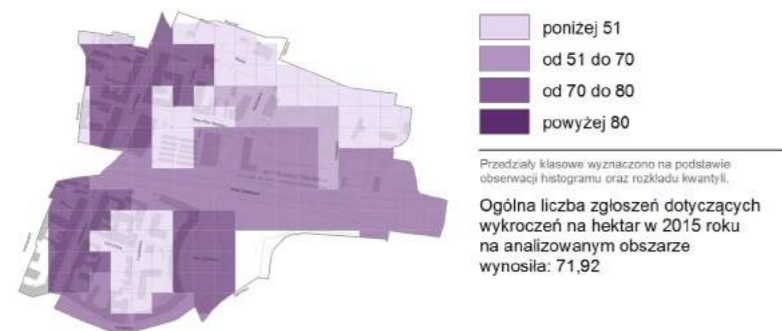 poniżej 51
od 51 do 70
od 70 do 80
powyżej 80
Przedziały klasowe wyznaczono na podstawie
obserwacji histogramu oraz rozkładu kwantyli.
Ogólna liczba zgłoszeń dotyczących
wykroczeń na hektar w 2015 roku
na analizowanym obszarze
wynosiła: 71,92